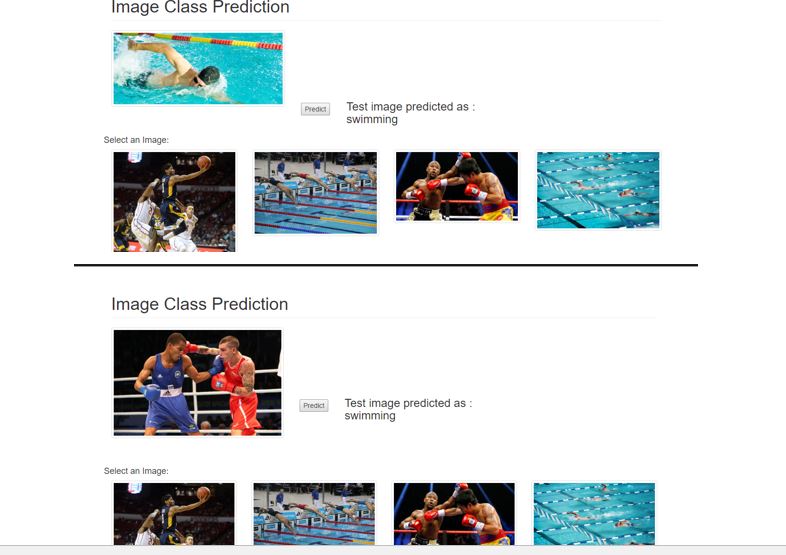 Image Class Prediction
Predict
Test image predicted as :
swimming
Select an Image:
Image Class Prediction
Predict
Test image predicted as :
swimming
Select an Image: